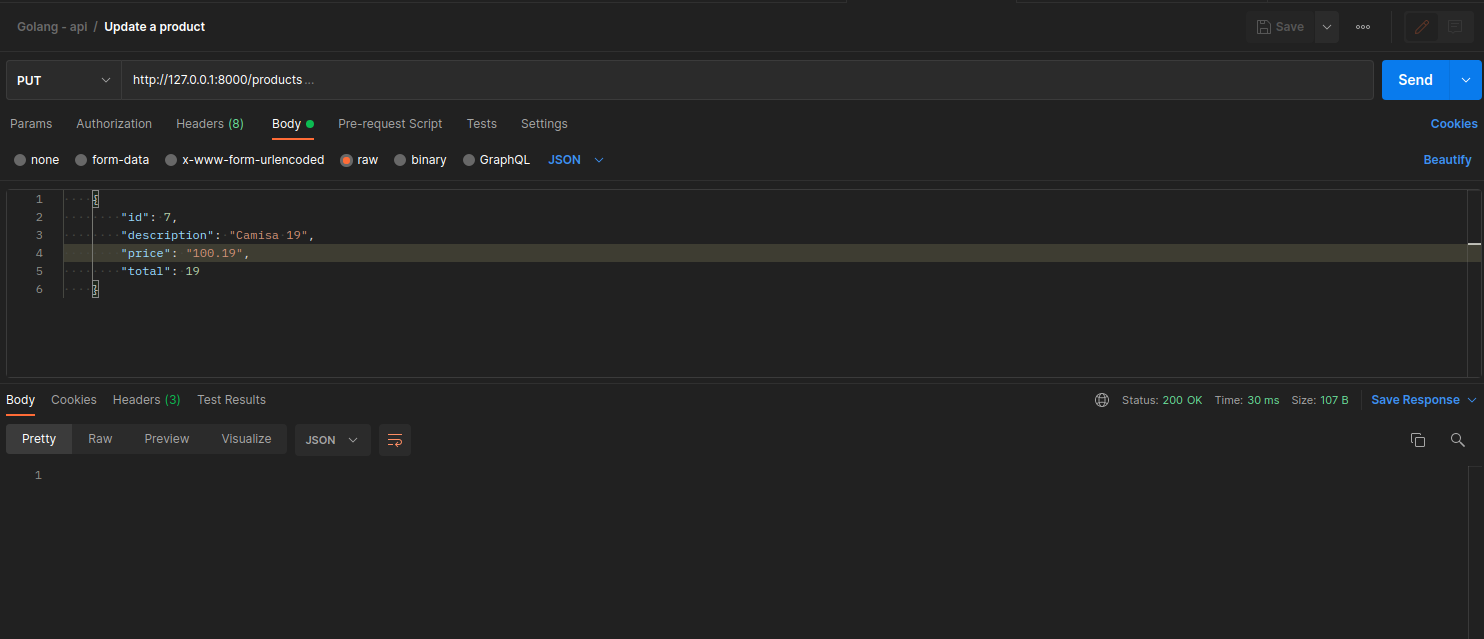 Golang - api / Update a product
Save
PUT
http://127.0.0.1:8000/products ...
Send
Params Authorization Headers (8) Body Pre-request Script Tests Settings
Cookies
none form-data x-www-form-urlencoded raw binary GraphQL JSON
Beautify
1 {
2 "id": 7,
3 "description": "Camisa 19",
4 "price": "100.19",
5 "total": 19
6 }
Body Cookies Headers (3) Test Results
Status: 200 OK Time: 30 ms Size: 107 B Save Response
Pretty Raw Preview Visualize JSON
1